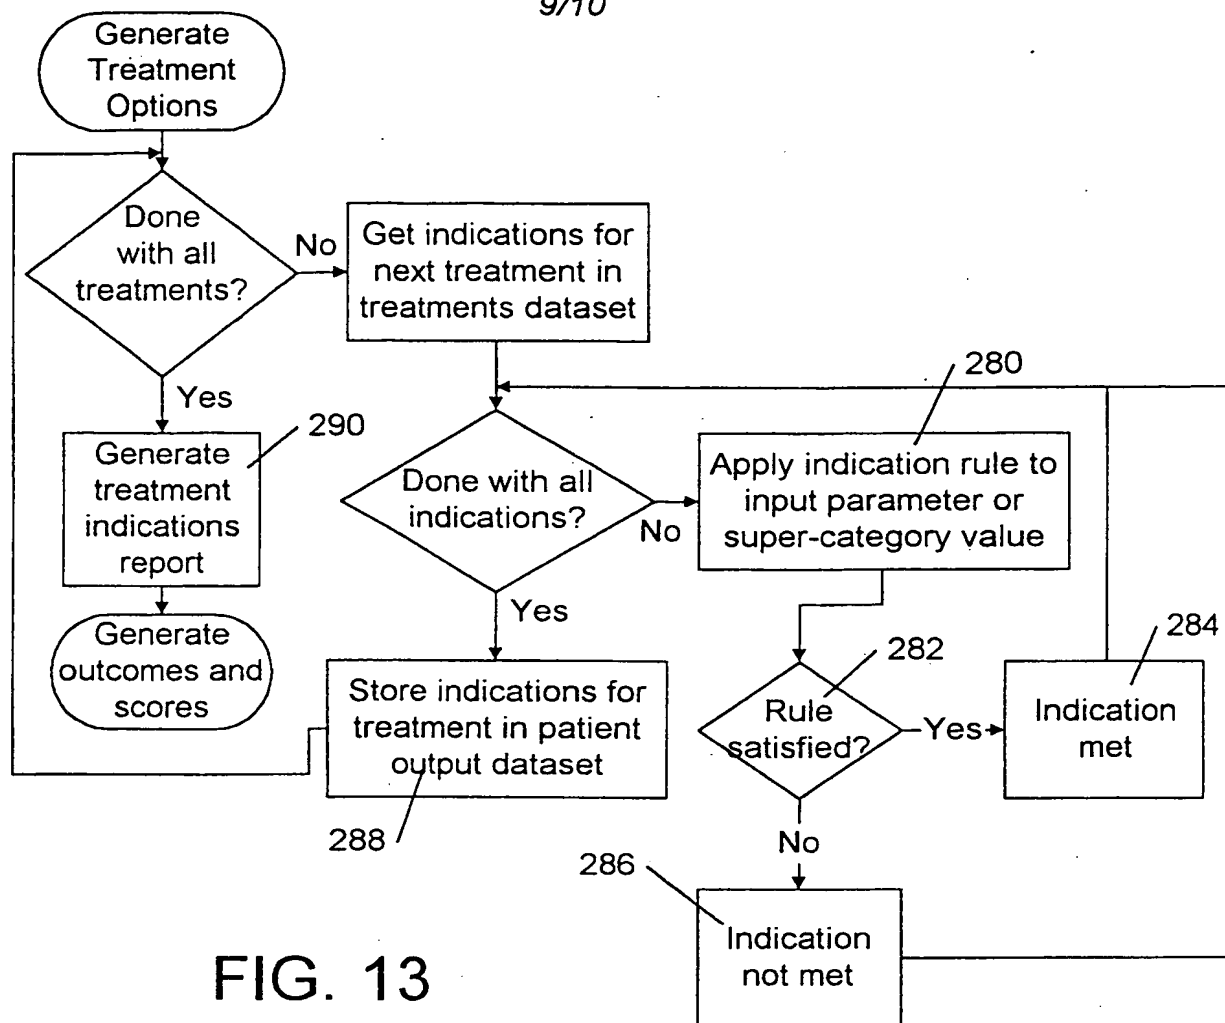 9/10
Generate
Treatment
Options
Done
with all
treatments?
No
Get indications for
next treatment in
treatments dataset
Yes
290
Generate
treatment
indications
report
Generate
outcomes and
scores
280
Done with all
indications?
No
Apply indication rule to
input parameter or
super-category value
Yes
Store indications for
treatment in patient
output dataset
288
282
Rule
satisfied?
Yes
284
Indication
met
No
286
Indication
not met
FIG. 13